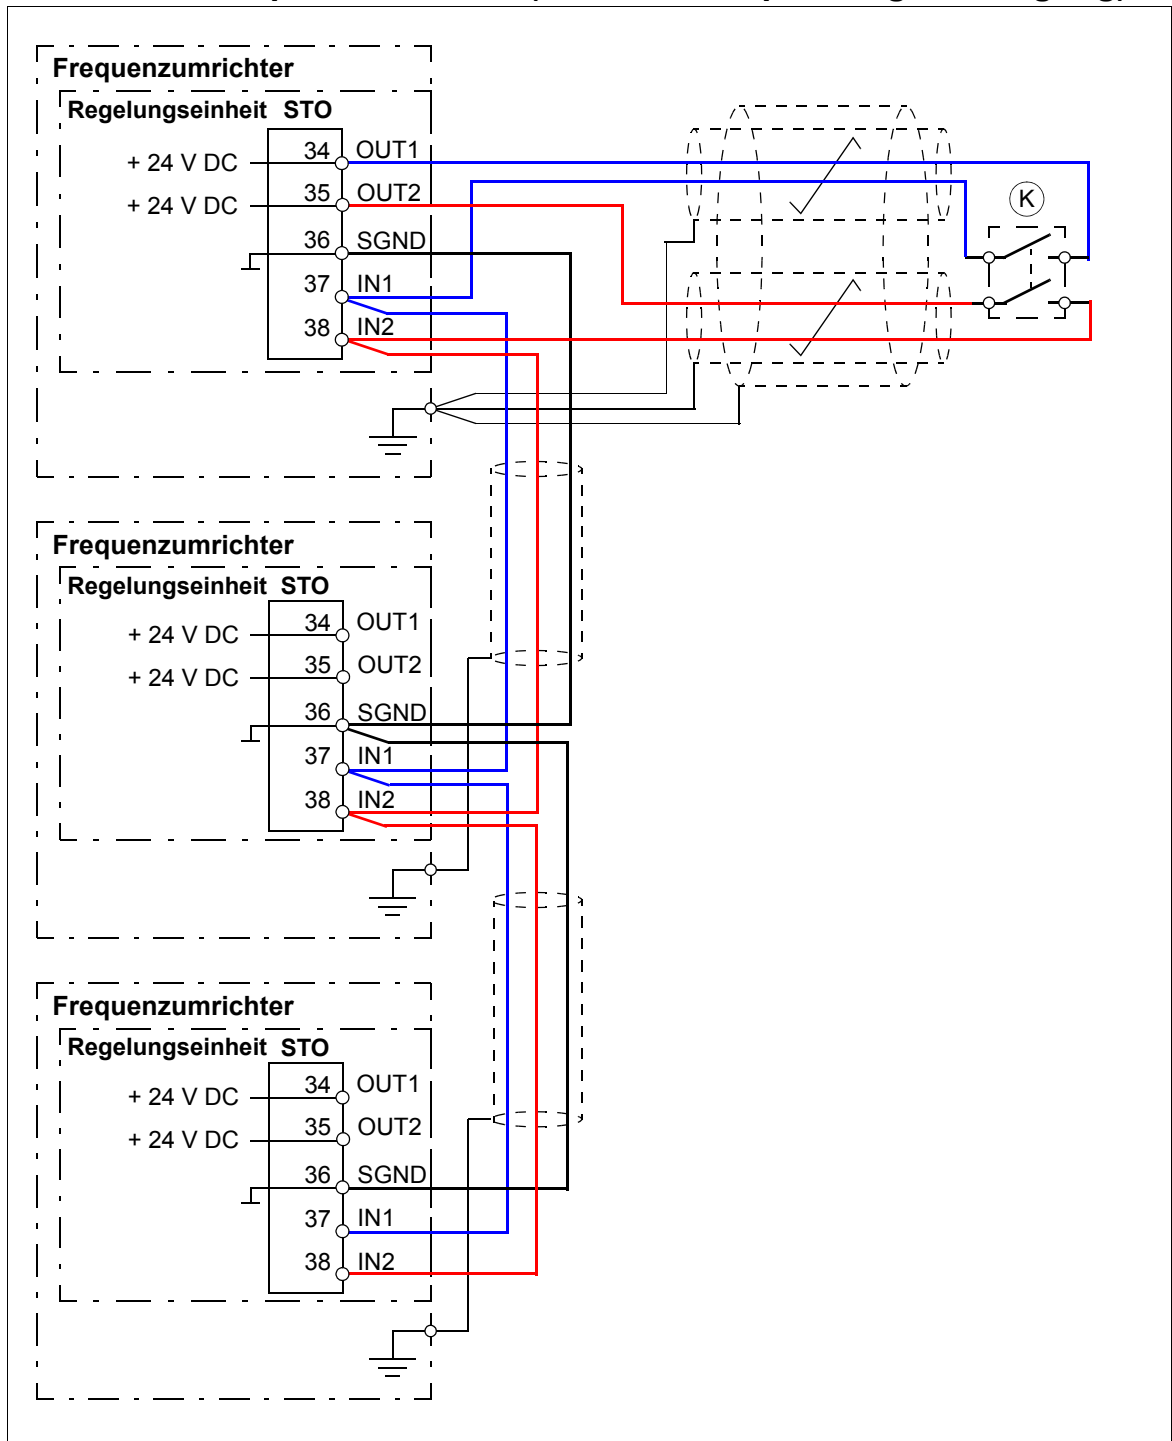 Frequenzumrichter
Regelungseinheit STO
+ 24 V DC 34 OUT1
+ 24 V DC 35 OUT2
36 SGND
37 IN1
38 IN2
K
Frequenzumrichter
Regelungseinheit STO
+ 24 V DC 34 OUT1
+ 24 V DC 35 OUT2
36 SGND
37 IN1
38 IN2
Frequenzumrichter
Regelungseinheit STO
+ 24 V DC 34 OUT1
+ 24 V DC 35 OUT2
36 SGND
37 IN1
38 IN2